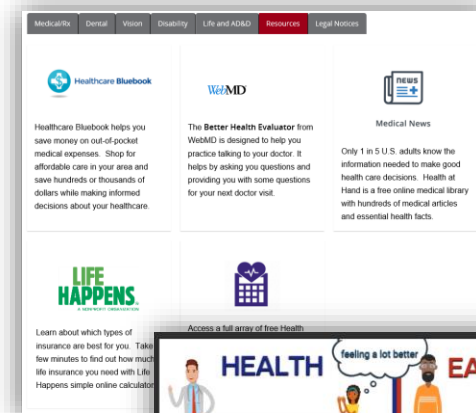 Medical/Rx Dental Vision Disability Life and AD&D Resources Legal Notices
Healthcare Bluebook
WebMD
NEWS
Medical News
Healthcare Bluebook helps you
save money on out-of-pocket
medical expenses. Shop for
affordable care in your area and
save hundreds or thousands of
dollars while making informed
decisions about your healthcare.
The Better Health Evaluator from
WebMD is designed to help you
practice talking to your doctor. It
helps by asking you questions and
providing you with some questions
for your next doctor visit.
Only 1 in 5 U.S. adults know the
information needed to make good
health care decisions. Health at
Hand is a free online medical library
with hundreds of medical articles
and essential health facts.
LIFE
HAPPENS
A NONPROFIT ORGANIZATION
Learn about which types of
insurance are best for you. Take
few minutes to find out how much
life insurance you need with Life
Happens simple online calculator
Access a full array of free Health
HEALTH
feeling a lot better
EA